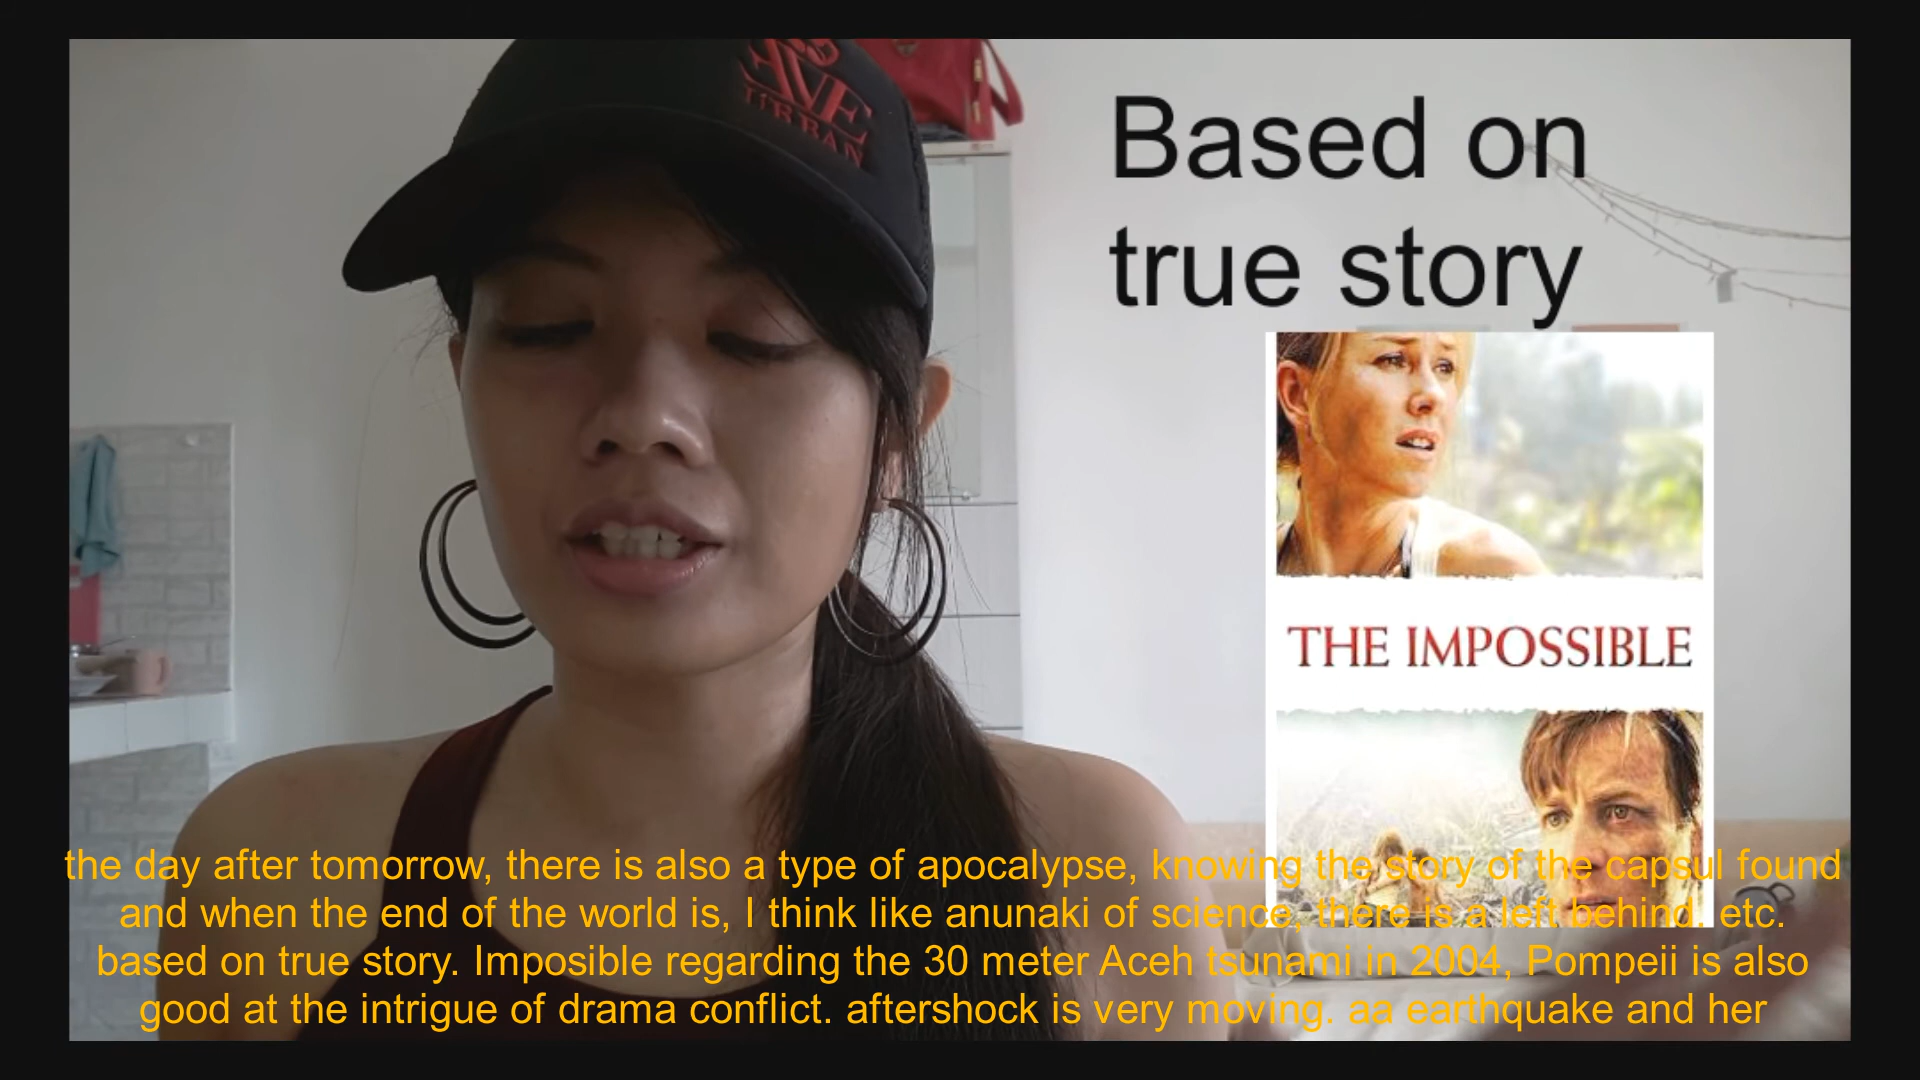 AVE
URBAN
Based on
true story
THE IMPOSSIBLE
the day after tomorrow, there is also a type of apocalypse, knowing the story of the capsul found
and when the end of the world is, I think like anunaki of science, there is a left behind. etc.
based on true story. Imposible regarding the 30 meter Aceh tsunami in 2004, Pompeii is also
good at the intrigue of drama conflict. aftershock is very moving. aa earthquake and her